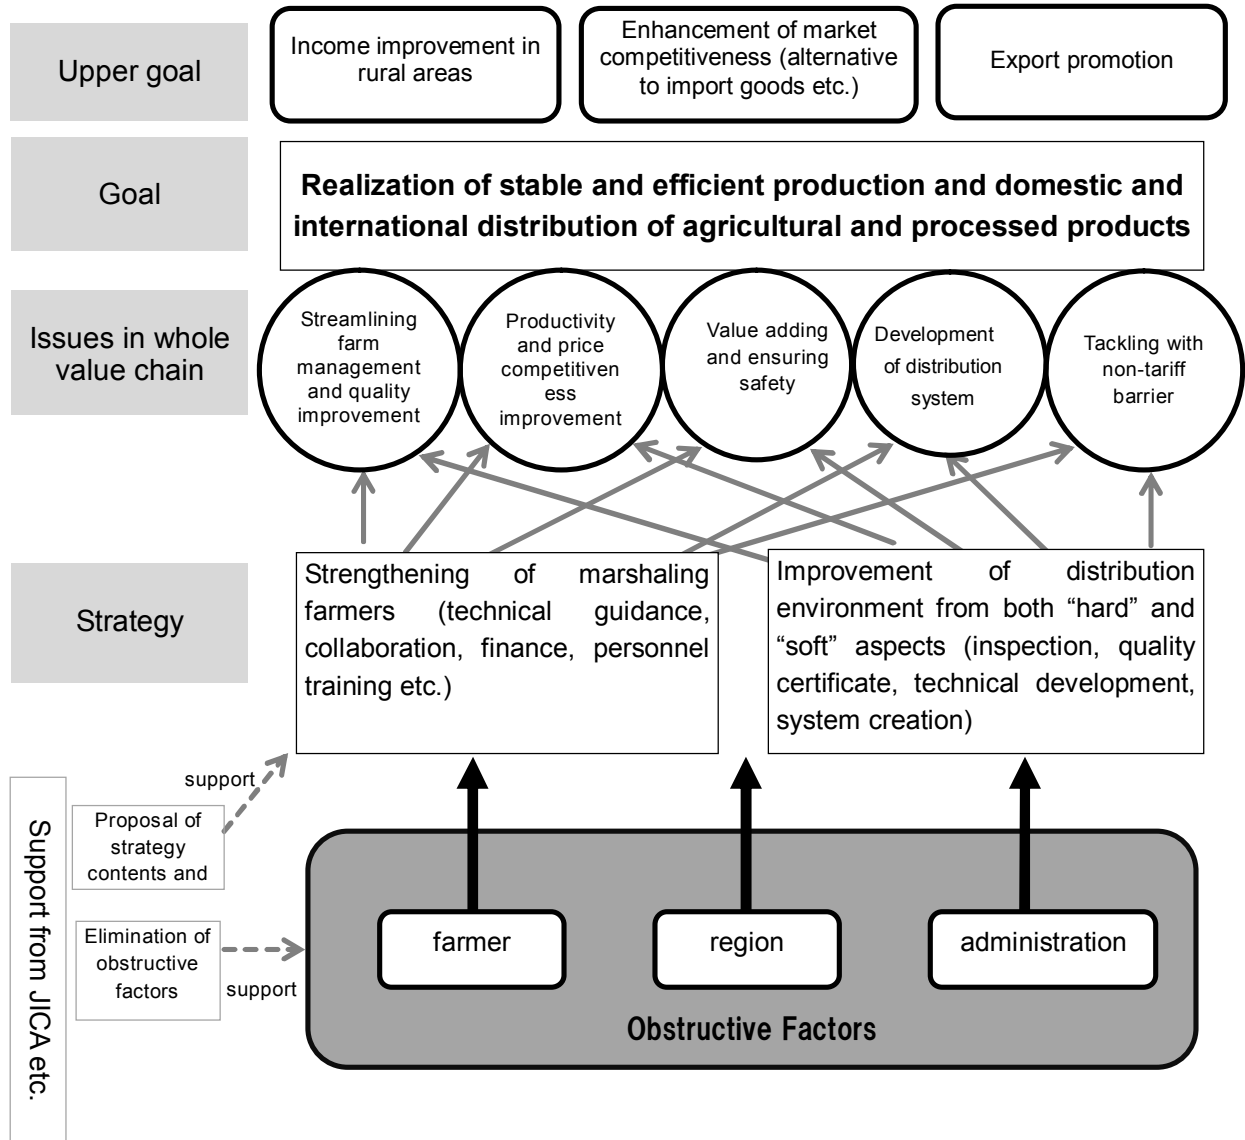 Upper goal
Income improvement in
rural areas
Enhancement of market
competitiveness (alternative
to import goods etc.)
Export promotion
Goal
Realization of stable and efficient production and domestic and
international distribution of agricultural and processed products
Issues in whole
value chain
Streamlining
farm
management
and quality
improvement
Productivity
and price
competitiven
ess
improvement
Value adding
and ensuring
safety
Development
of distribution
system
Tackling with
non-tariff
barrier
Strategy
Strengthening of marshaling
farmers (technical guidance,
collaboration, finance, personnel
training etc.)
Improvement of distribution
environment from both “hard” and
“soft” aspects (inspection, quality
certificate, technical development,
system creation)
Support from JICA etc.
support
Proposal of
strategy
contents and
Elimination of
obstructive
factors
support
farmer
region
administration
Obstructive Factors